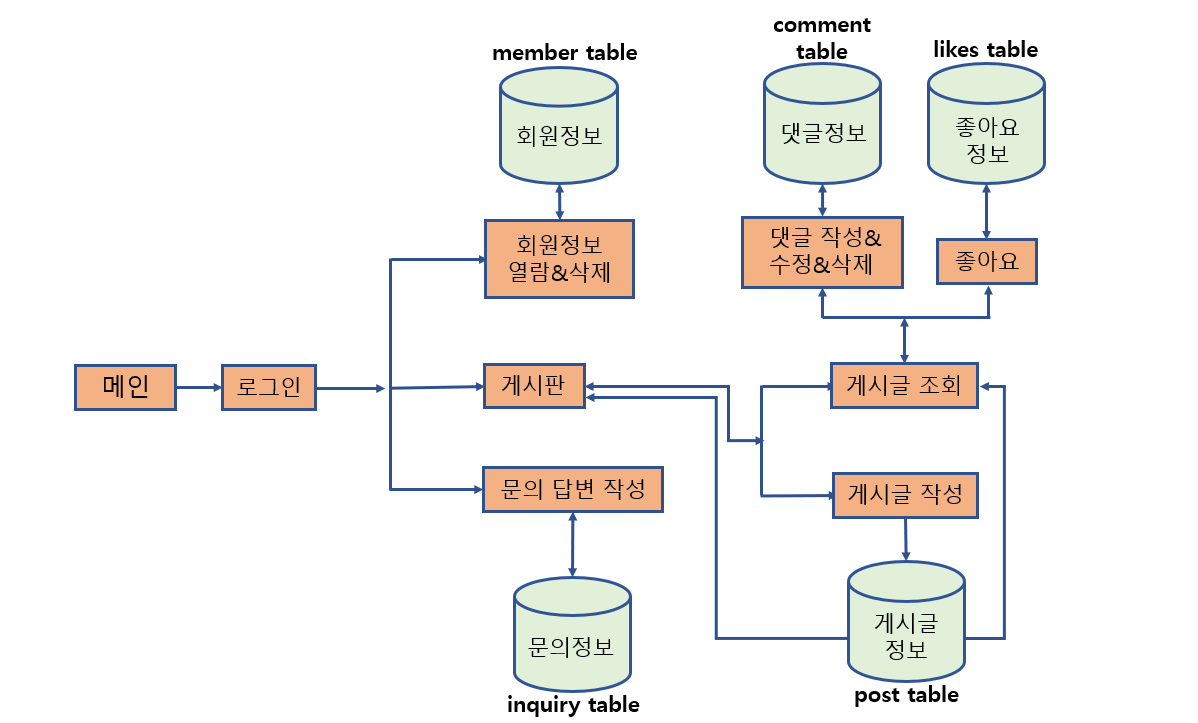 member table
comment
table
likes table
회원정보
댓글정보
좋아요
정보
회원정보
열람&삭제
댓글 작성&
수정&삭제
좋아요
메인
로그인
게시판
게시글 조회
문의 답변 작성
게시글 작성
문의정보
게시글
정보
inquiry table
post table